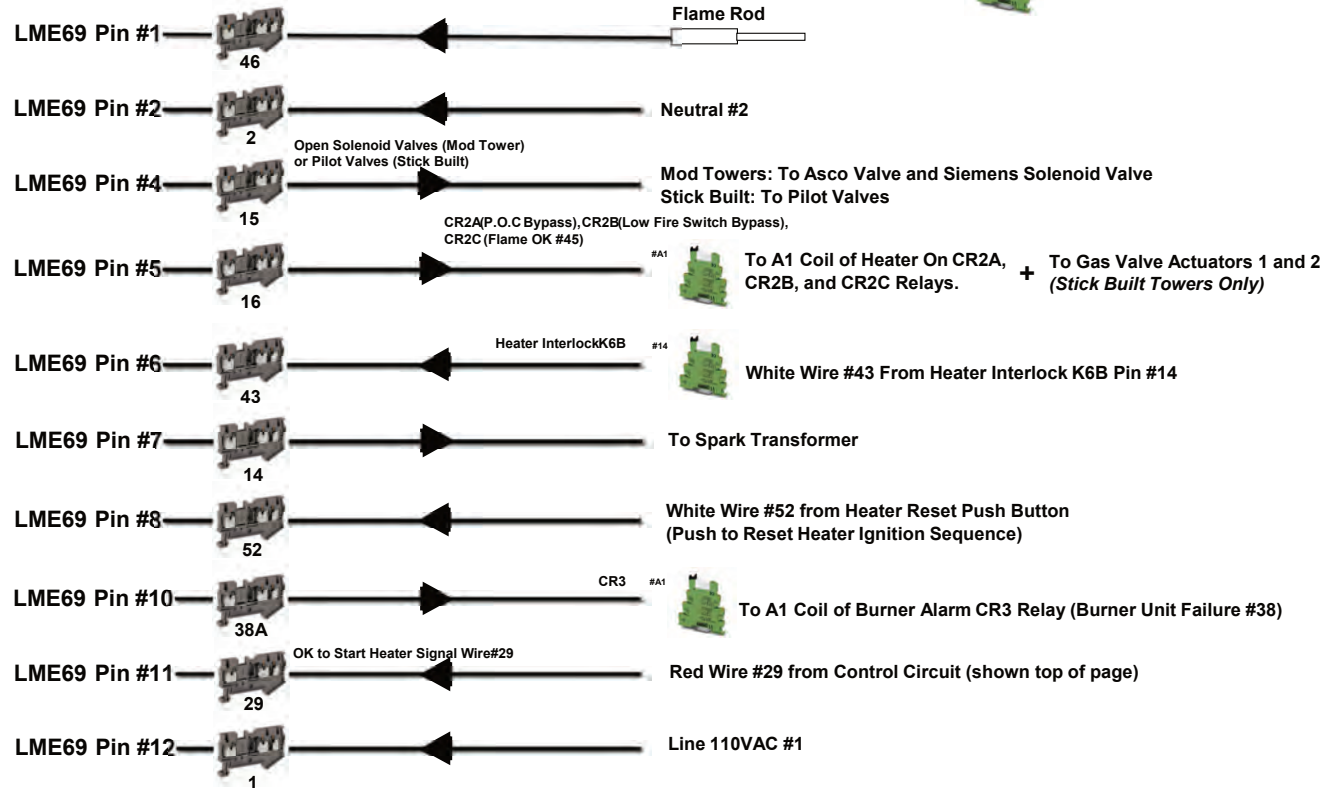 Flame Rod
LME69 Pin #1
46
LME69 Pin #2
Neutral #2
2
Open Solenoid Valves (Mod Tower)
or Pilot Valves (Stick Built)
LME69 Pin #4
Mod Towers: To Asco Valve and Siemens Solenoid Valve
Stick Built: To Pilot Valves
15
CR2A(P.O.C Bypass), CR2B(Low Fire Switch Bypass),
CR2C (Flame OK #45)
LME69 Pin #5
#A1
To A1 Coil of Heater On CR2A,
CR2B, and CR2C Relays.
+
To Gas Valve Actuators 1 and 2
(Stick Built Towers Only)
16
Heater InterlockK6B
#14
LME69 Pin #6
White Wire #43 From Heater Interlock K6B Pin #14
43
LME69 Pin #7
To Spark Transformer
14
LME69 Pin #8
White Wire #52 from Heater Reset Push Button
(Push to Reset Heater Ignition Sequence)
52
CR3
#A1
LME69 Pin #10
To A1 Coil of Burner Alarm CR3 Relay (Burner Unit Failure #38)
38A
OK to Start Heater Signal Wire#29
LME69 Pin #11
Red Wire #29 from Control Circuit (shown top of page)
29
LME69 Pin #12
Line 110VAC #1
1